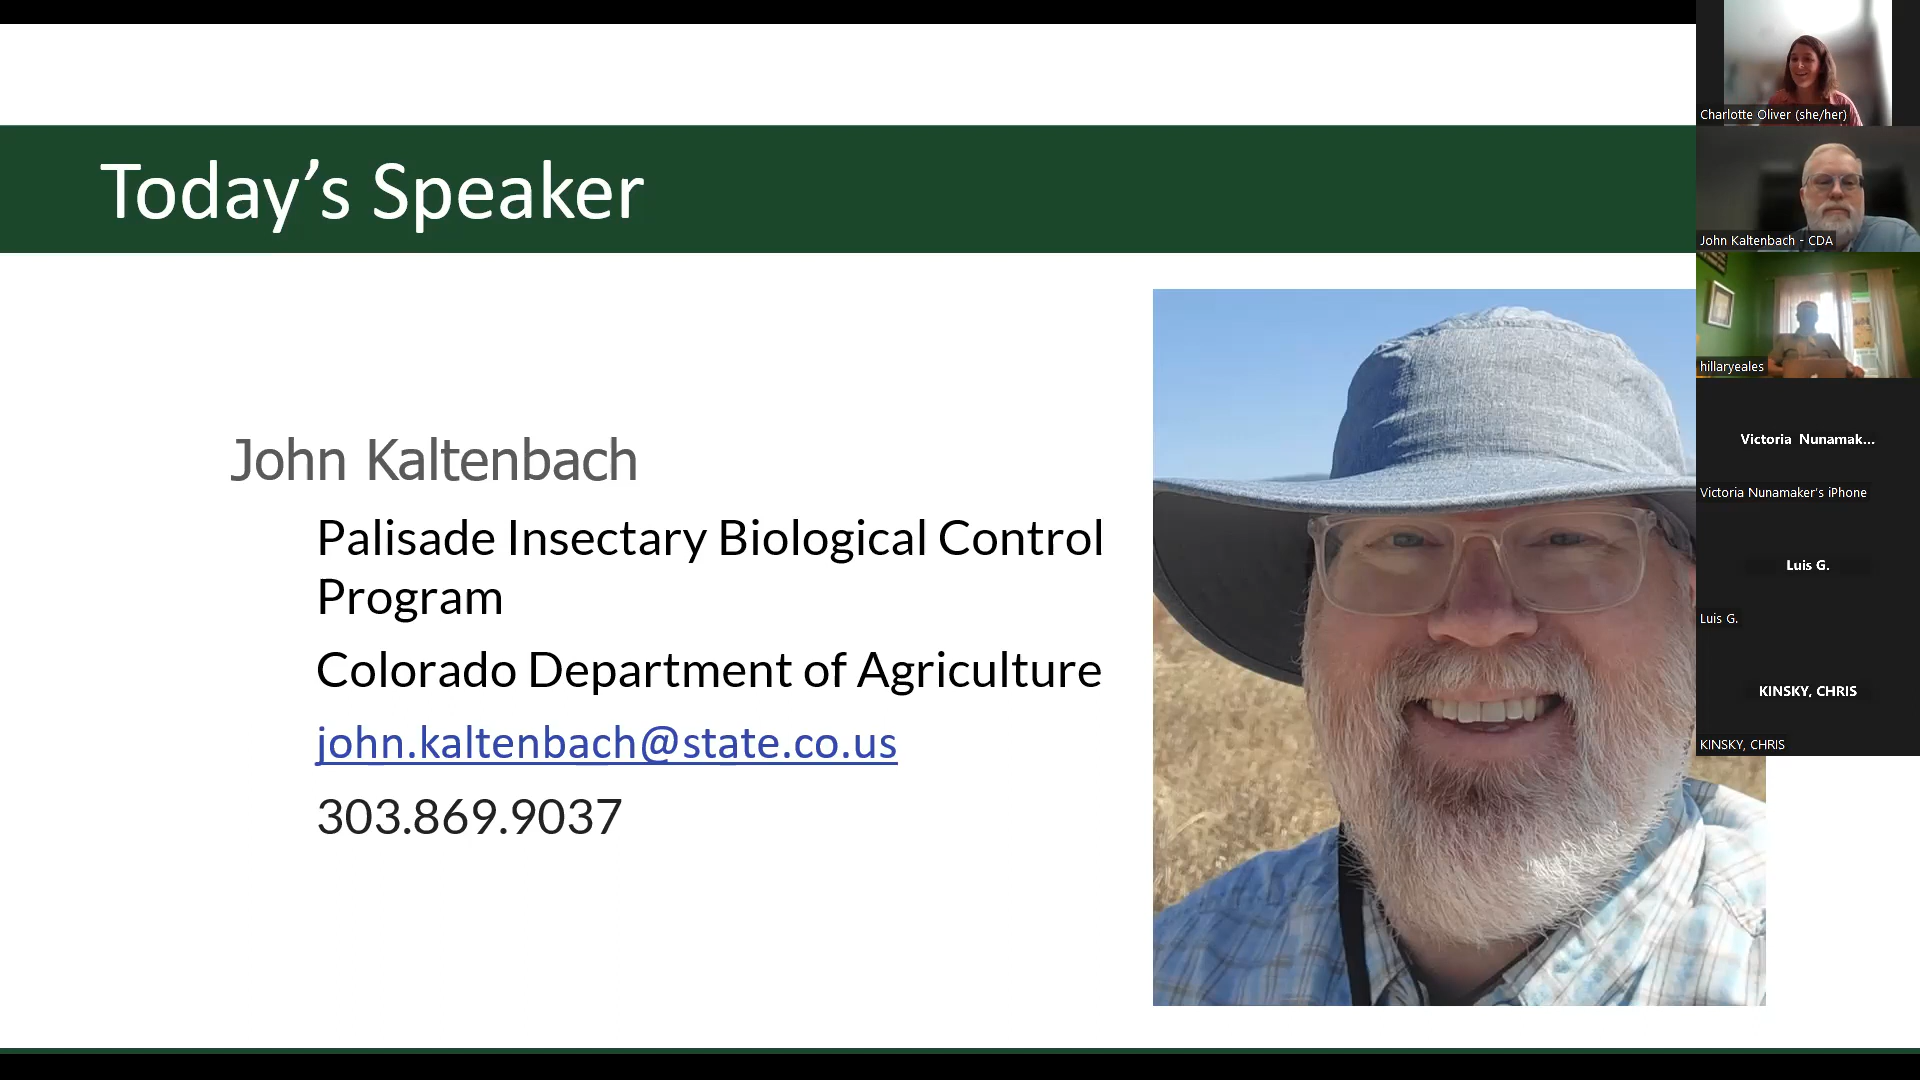 Today’s Speaker
John Kaltenbach
Palisade Insectary Biological Control
Program
Colorado Department of Agriculture
john.kaltenbach@state.co.us
303.869.9037
Charlotte Oliver (she/her)
John Kaltenbach - CDA
hillaryeales
Victoria Nunamak...
Victoria Nunamaker's iPhone
Luis G.
Luis G.
KINSKY, CHRIS
KINSKY, CHRIS